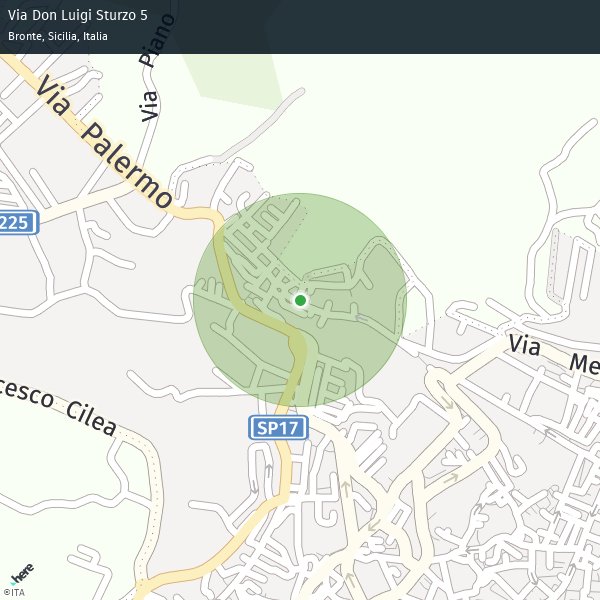 Via Don Luigi Sturzo 5
Bronte, Sicilia, Italia
Via Piano
Via Palermo
225
Via Me
cesco Cilea
SP17
here
©ITA